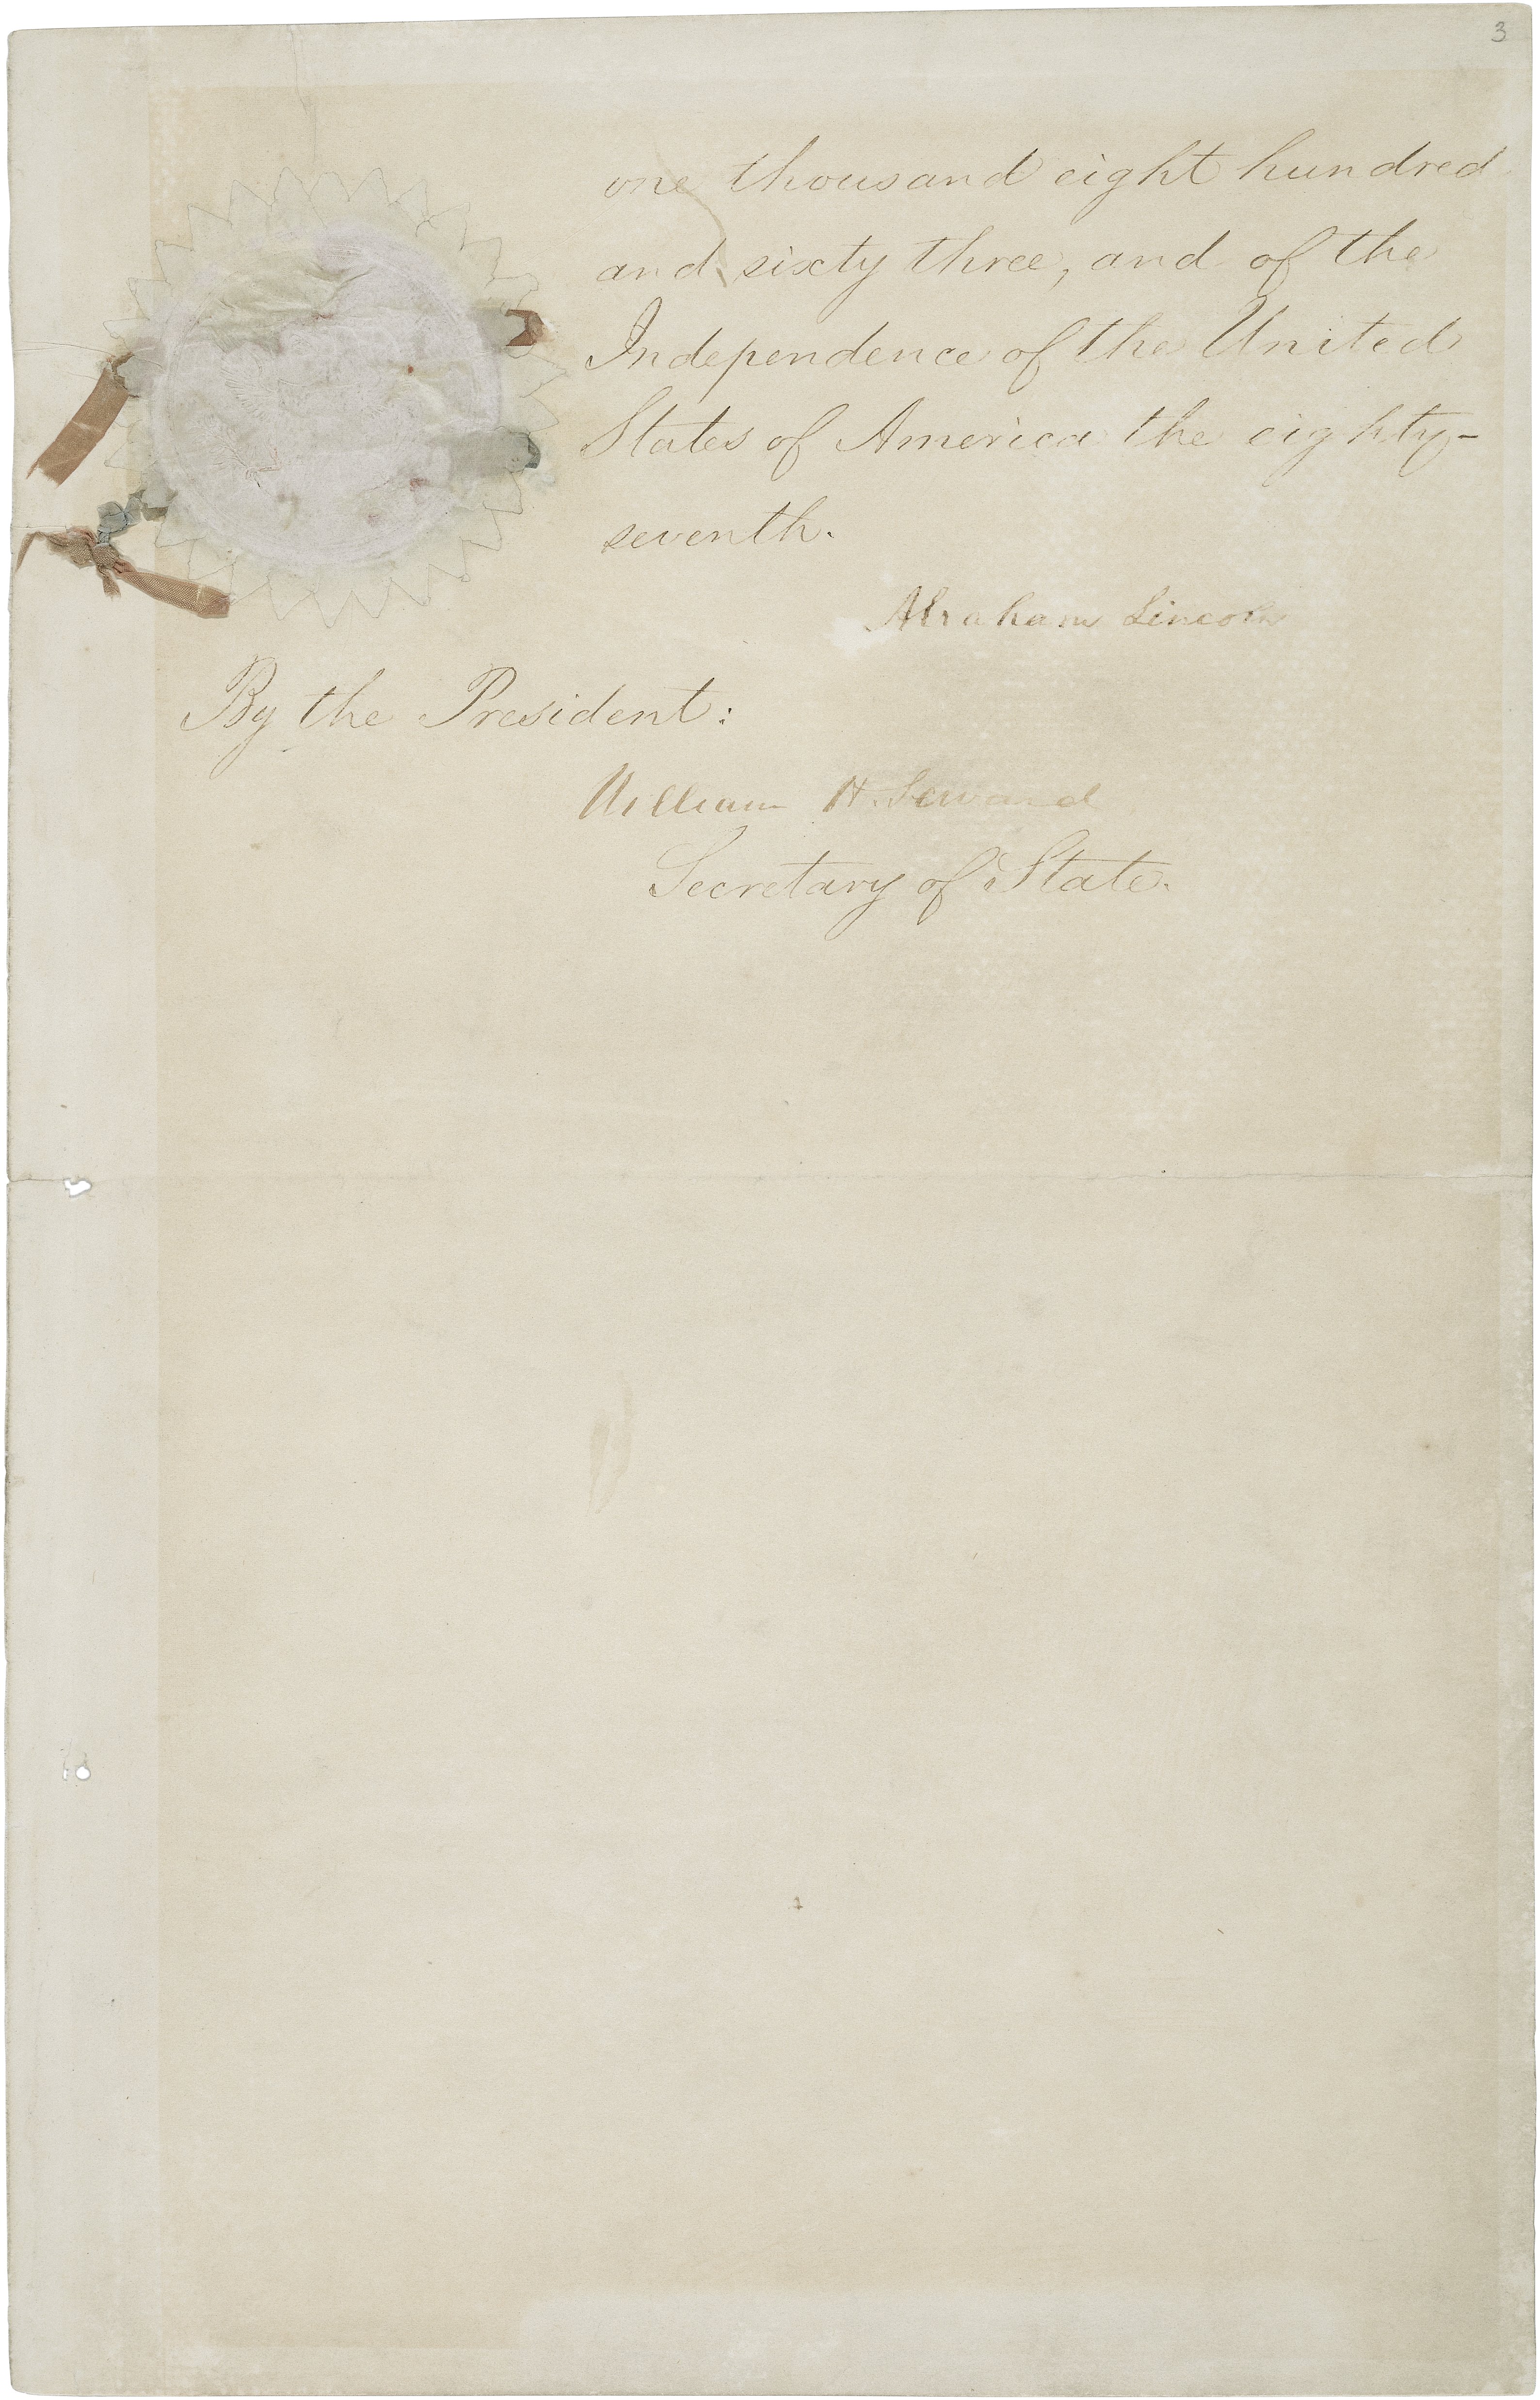 3
one thousand eight hundred
and sixty three, and of the
Independence of the United
States of America the eighty-
seventh.
Abraham Lincoln
By the President:
William H. Seward
Secretary of State.